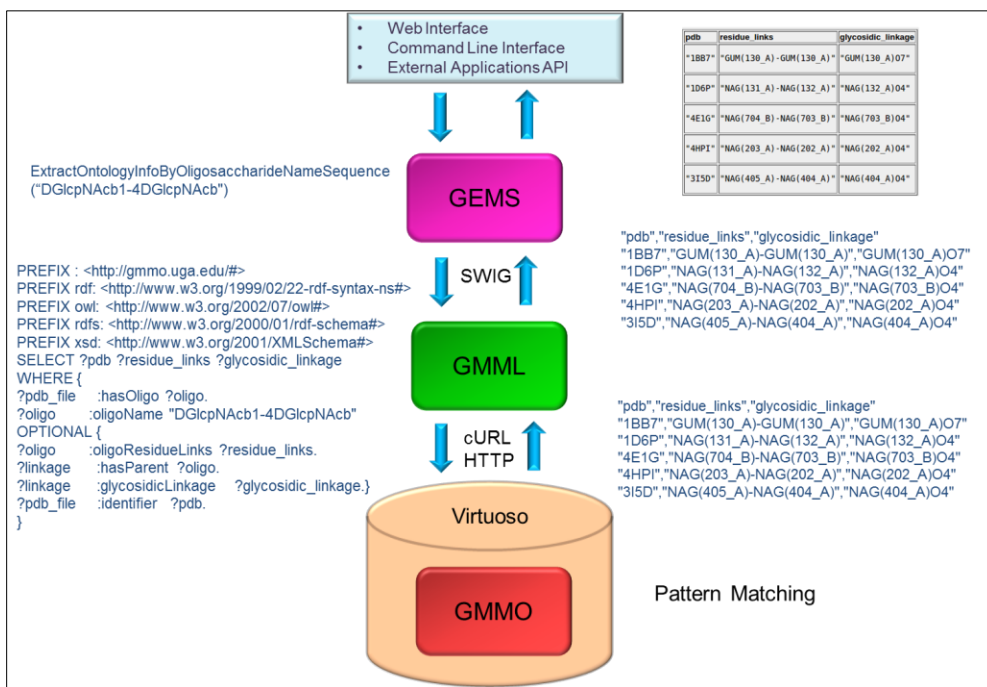 • Web Interface
• Command Line Interface
• External Applications API
pdb residue_links glycosidic_linkage
"1BB7" "GUM(130_A)-GUM(130_A)" "GUM(130_A)O7"
"1D6P" "NAG(131_A)-NAG(132_A)" "NAG(132_A)O4"
"4E1G" "NAG(704_B)-NAG(703_B)" "NAG(703_B)O4"
"4HPI" "NAG(203_A)-NAG(202_A)" "NAG(202_A)O4"
"3I5D" "NAG(405_A)-NAG(404_A)" "NAG(404_A)O4"
ExtractOntologyInfoByOligosaccharideNameSequence
("DGlcpNAcb1-4DGlcpNAcb")
GEMS
SWIG
"pdb","residue_links","glycosidic_linkage"
"1BB7","GUM(130_A)-GUM(130_A)","GUM(130_A)O7"
"1D6P","NAG(131_A)-NAG(132_A)","NAG(132_A)O4"
"4E1G","NAG(704_B)-NAG(703_B)","NAG(703_B)O4"
"4HPI","NAG(203_A)-NAG(202_A)","NAG(202_A)O4"
"3I5D","NAG(405_A)-NAG(404_A)","NAG(404_A)O4"
PREFIX : <http://gmmo.uga.edu/#>
PREFIX rdf: <http://www.w3.org/1999/02/22-rdf-syntax-ns#>
PREFIX owl: <http://www.w3.org/2002/07/owl#>
PREFIX rdfs: <http://www.w3.org/2000/01/rdf-schema#>
PREFIX xsd: <http://www.w3.org/2001/XMLSchema#>
SELECT ?pdb ?residue_links ?glycosidic_linkage
WHERE {
?pdb_file :hasOligo ?oligo.
?oligo :oligoName "DGlcpNAcb1-4DGlcpNAcb"
OPTIONAL {
?oligo :oligoResidueLinks ?residue_links.
?linkage :hasParent ?oligo.
?linkage :glycosidicLinkage ?glycosidic_linkage.}
?pdb_file :identifier ?pdb.
}
GMML
cURL
HTTP
"pdb","residue_links","glycosidic_linkage"
"1BB7","GUM(130_A)-GUM(130_A)","GUM(130_A)O7"
"1D6P","NAG(131_A)-NAG(132_A)","NAG(132_A)O4"
"4E1G","NAG(704_B)-NAG(703_B)","NAG(703_B)O4"
"4HPI","NAG(203_A)-NAG(202_A)","NAG(202_A)O4"
"3I5D","NAG(405_A)-NAG(404_A)","NAG(404_A)O4"
Virtuoso
GMMO
Pattern Matching